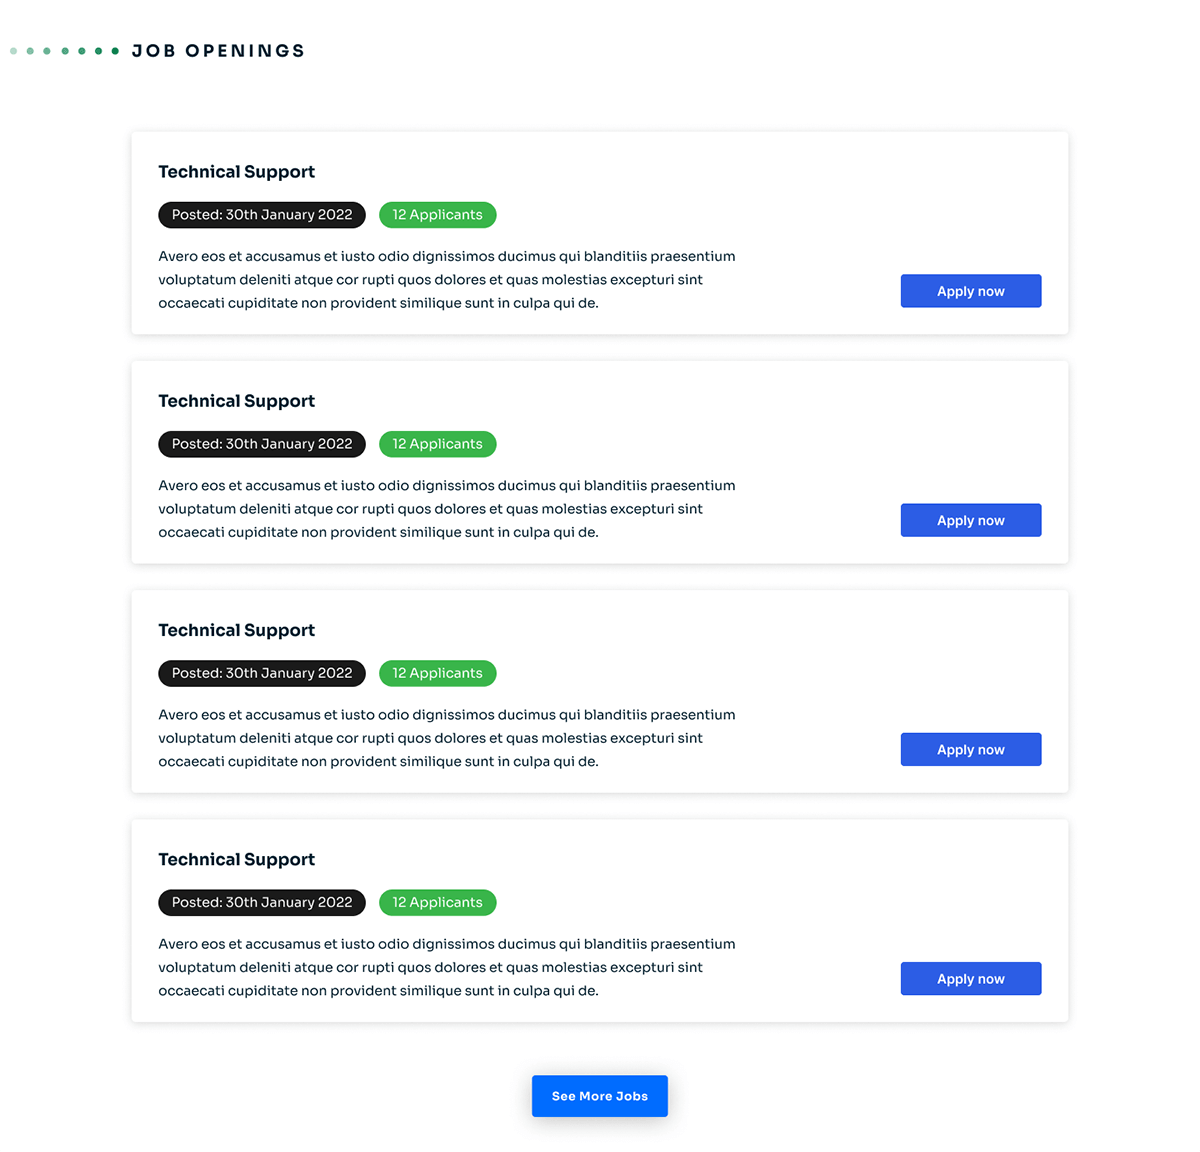 JOB OPENINGS
Technical Support
Posted: 30th January 2022 12 Applicants
Avero eos et accusamus et iusto odio dignissimos ducimus qui blanditiis praesentium
voluptatum deleniti atque cor rupti quos dolores et quas molestias excepturi sint
occaecati cupiditate non provident similique sunt in culpa qui de.
Apply now
Technical Support
Posted: 30th January 2022 12 Applicants
Avero eos et accusamus et iusto odio dignissimos ducimus qui blanditiis praesentium
voluptatum deleniti atque cor rupti quos dolores et quas molestias excepturi sint
occaecati cupiditate non provident similique sunt in culpa qui de.
Apply now
Technical Support
Posted: 30th January 2022 12 Applicants
Avero eos et accusamus et iusto odio dignissimos ducimus qui blanditiis praesentium
voluptatum deleniti atque cor rupti quos dolores et quas molestias excepturi sint
occaecati cupiditate non provident similique sunt in culpa qui de.
Apply now
Technical Support
Posted: 30th January 2022 12 Applicants
Avero eos et accusamus et iusto odio dignissimos ducimus qui blanditiis praesentium
voluptatum deleniti atque cor rupti quos dolores et quas molestias excepturi sint
occaecati cupiditate non provident similique sunt in culpa qui de.
Apply now
See More Jobs